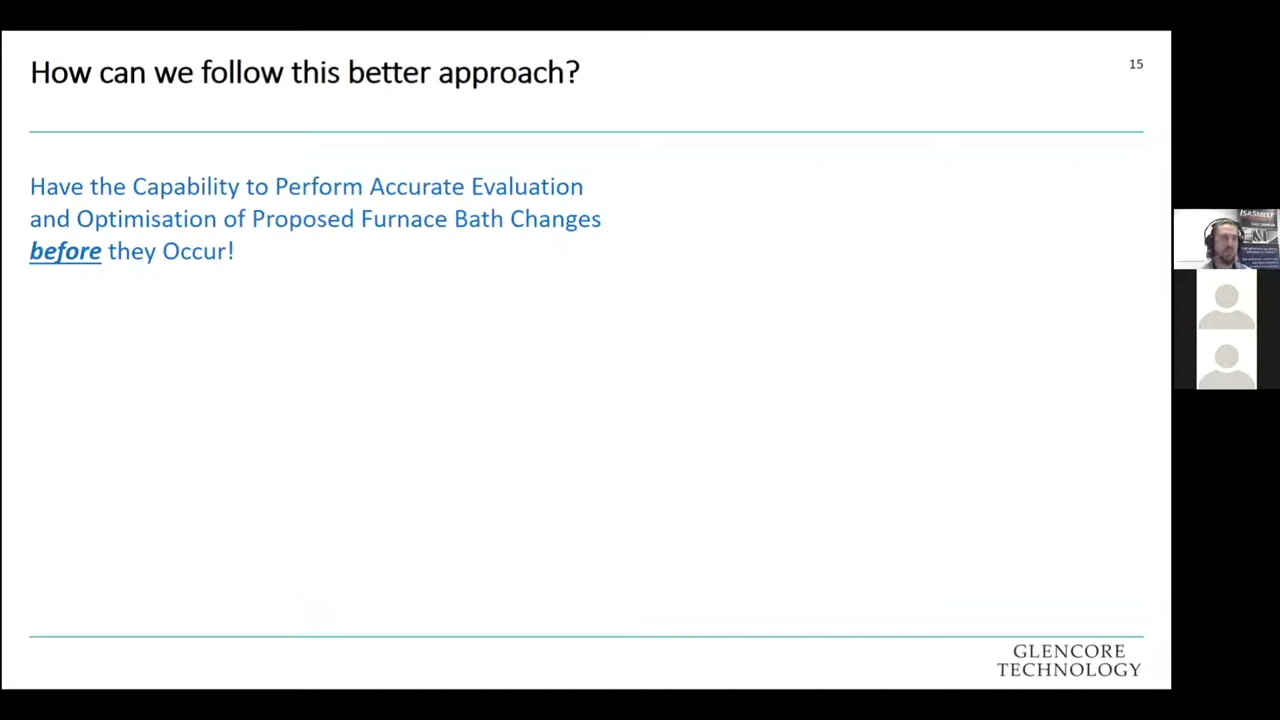 How can we follow this better approach?
15
Have the Capability to Perform Accurate Evaluation
and Optimisation of Proposed Furnace Bath Changes
before they Occur!
GLENCORE
TECHNOLOGY
ISASMELT